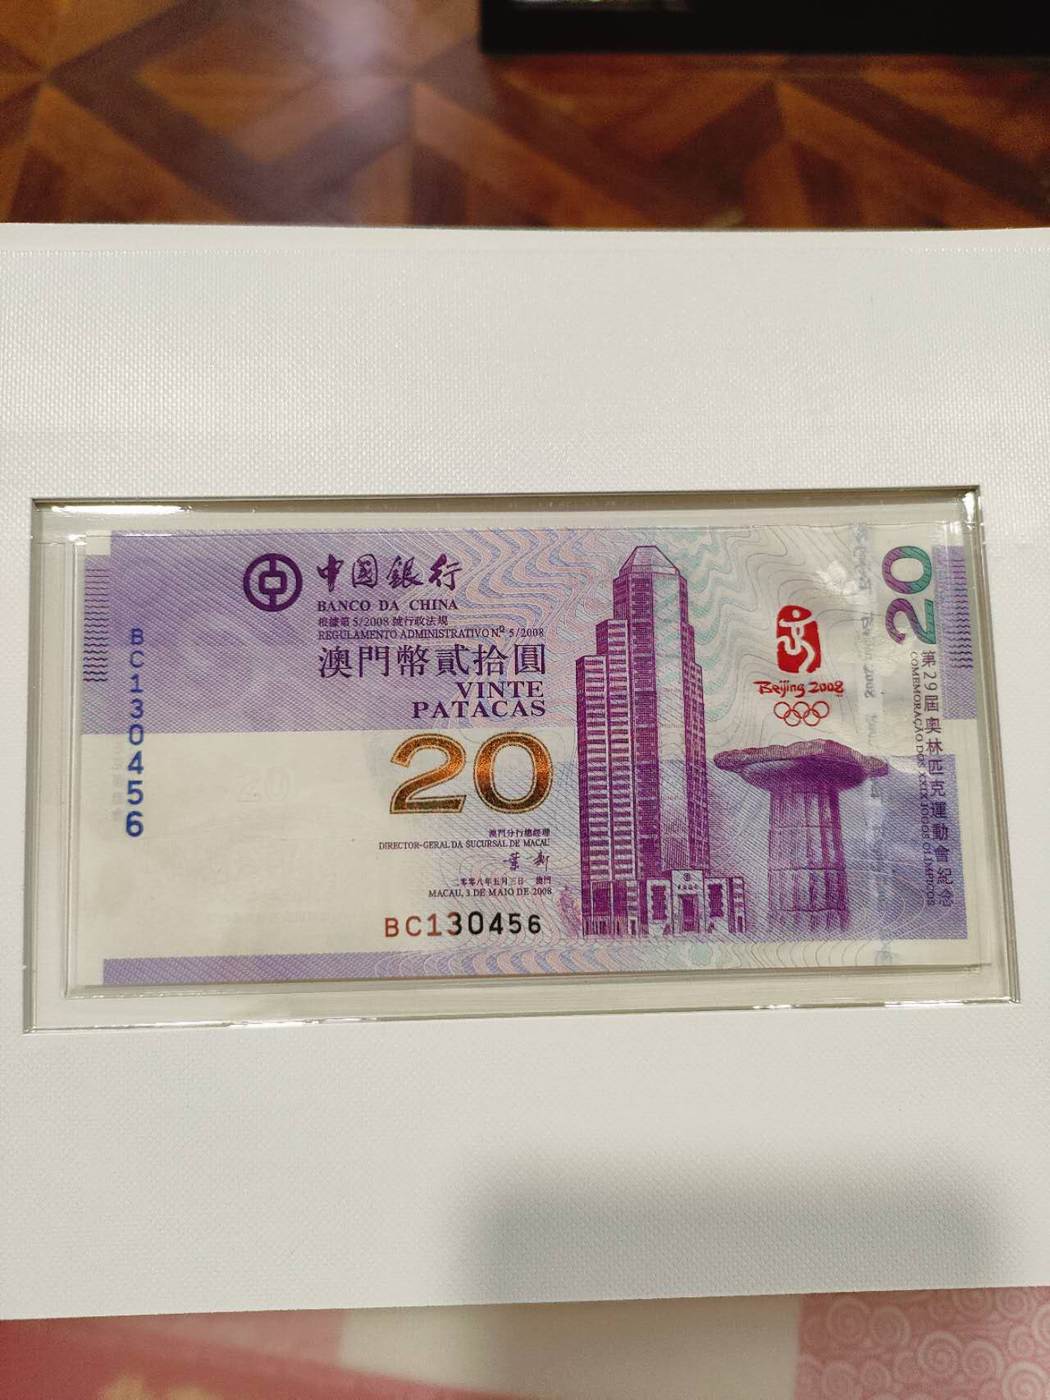 中國銀行
BANCO DA CHINA
根據第 5/2008 號行政法規
REGULAMENTO ADMINISTRATIVO Nº 5/2008
澳門幣貳拾圓
VINTE
PATACAS
20
澳門分行總經理
DIRECTOR-GERAL DA SUCURSAL DE MACAU
二零零八年五月三日 澳門
MACAU, 3 DE MAIO DE 2008
BC130456
BC130456
Beijing 2008
20
第29屆奧林匹克運動會紀念
COMEMORAÇÃO DOS XXIX JOGOS OLÍMPICOS